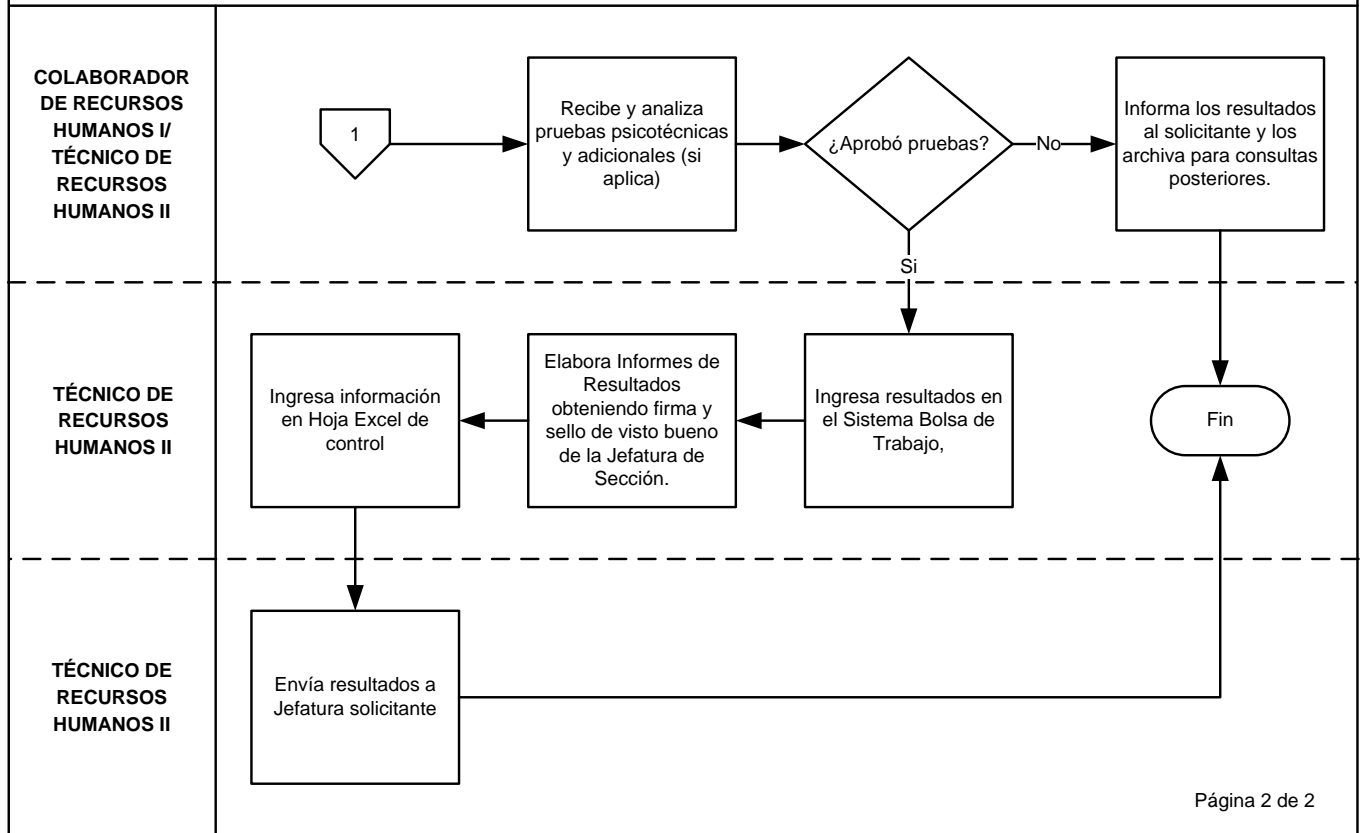 COLABORADOR
DE RECURSOS
HUMANOS I/
TÉCNICO DE
RECURSOS
HUMANOS II
1
Recibe y analiza
pruebas psicotécnicas
y adicionales (si
aplica)
¿Aprobó pruebas?
No
Informa los resultados
al solicitante y los
archiva para consultas
posteriores.
Si
TÉCNICO DE
RECURSOS
HUMANOS II
Ingresa información
en Hoja Excel de
control
Elabora Informes de
Resultados
obteniendo firma y
sello de visto bueno
de la Jefatura de
Sección.
Ingresa resultados en
el Sistema Bolsa de
Trabajo,
Fin
TÉCNICO DE
RECURSOS
HUMANOS II
Envía resultados a
Jefatura solicitante
Página 2 de 2